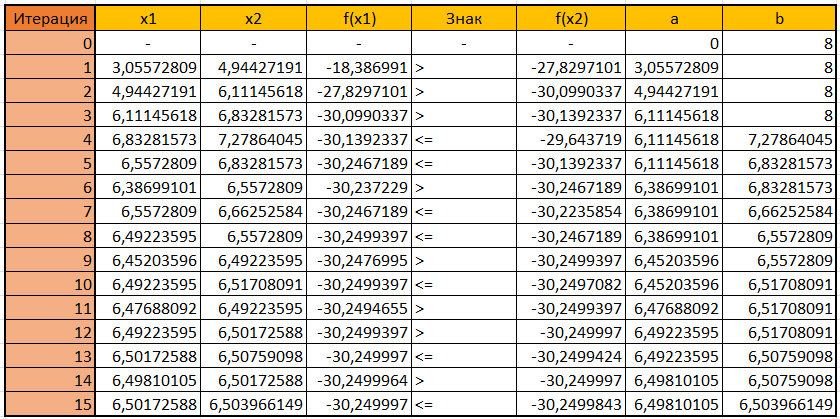 Итерация x1 x2 f(x1) Знак f(x2) a b
0 - - - - - 0 8
1 3,05572809 4,94427191 -18,386991 > -27,8297101 3,05572809 8
2 4,94427191 6,11145618 -27,8297101 > -30,0990337 4,94427191 8
3 6,11145618 6,83281573 -30,0990337 > -30,1392337 6,11145618 8
4 6,83281573 7,27864045 -30,1392337 <= -29,643719 6,11145618 7,27864045
5 6,5572809 6,83281573 -30,2467189 <= -30,1392337 6,11145618 6,83281573
6 6,38699101 6,5572809 -30,237229 > -30,2467189 6,38699101 6,83281573
7 6,5572809 6,66252584 -30,2467189 <= -30,2235854 6,38699101 6,66252584
8 6,49223595 6,5572809 -30,2499397 <= -30,2467189 6,38699101 6,5572809
9 6,45203596 6,49223595 -30,2476995 > -30,2499397 6,45203596 6,5572809
10 6,49223595 6,51708091 -30,2499397 <= -30,2497082 6,45203596 6,51708091
11 6,47688092 6,49223595 -30,2494655 > -30,2499397 6,47688092 6,51708091
12 6,49223595 6,50172588 -30,2499397 > -30,249997 6,49223595 6,51708091
13 6,50172588 6,50759098 -30,249997 <= -30,2499424 6,49223595 6,50759098
14 6,49810105 6,50172588 -30,2499964 > -30,249997 6,49810105 6,50759098
15 6,50172588 6,503966149 -30,249997 <= -30,2499843 6,49810105 6,503966149